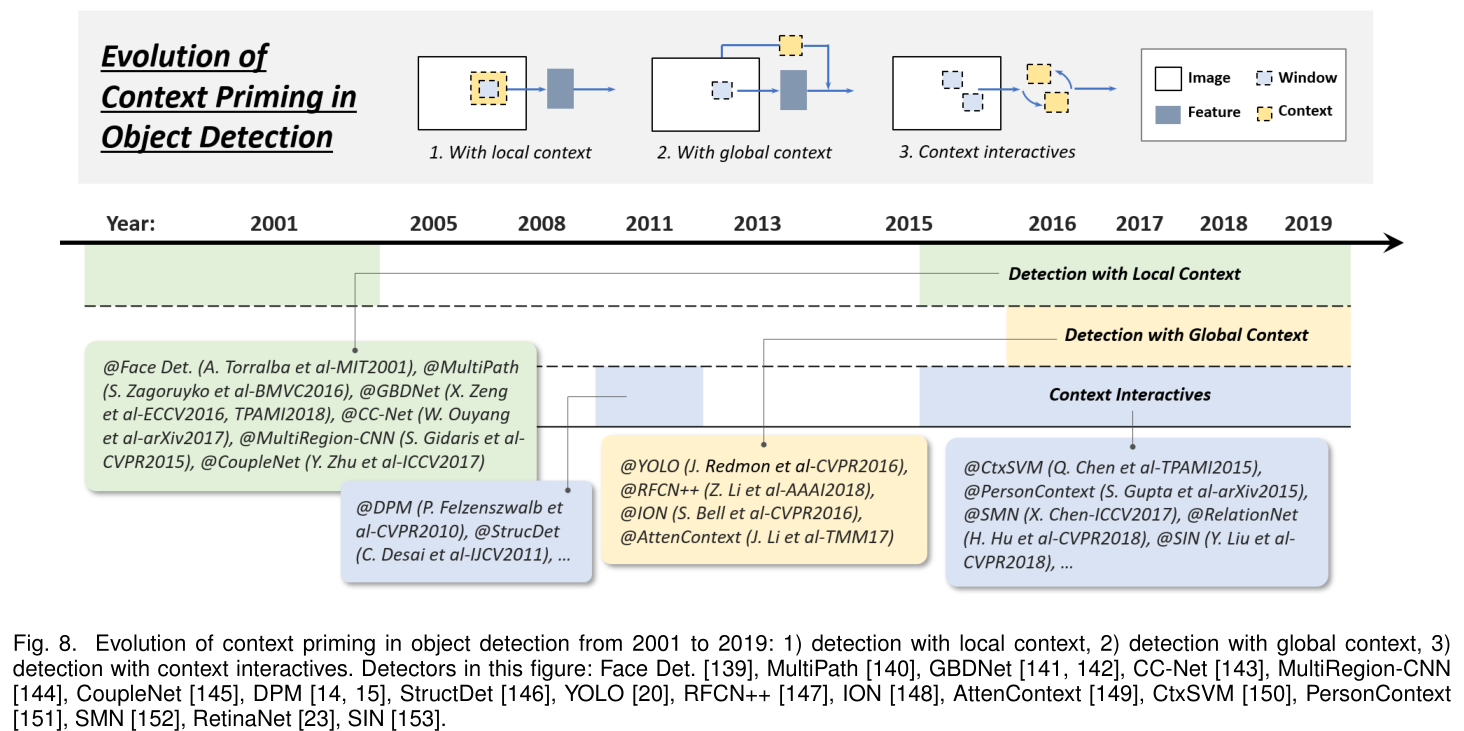 Evolution of
Context Priming in
Object Detection
1. With local context
2. With global context
3. Context interactives
Image
Window
Feature
Context
Year:
2001
2005
2008
2011
2013
2015
2016
2017
2018
2019
Detection with Local Context
Detection with Global Context
Context Interactives
@Face Det. (A. Torralba et al-MIT2001), @MultiPath
(S. Zagoruyko et al-BMVC2016), @GBDNet (X. Zeng
et al-ECCV2016, TPAMI2018), @CC-Net (W. Ouyang
et al-arXiv2017), @MultiRegion-CNN (S. Gidaris et al-
CVPR2015), @CoupleNet (Y. Zhu et al-ICCV2017)
@DPM (P. Felzenszwalb et
al-CVPR2010), @StrucDet
(C. Desai et al-IJCV2011), ...
@YOLO (J. Redmon et al-CVPR2016),
@RFCN++ (Z. Li et al-AAAI2018),
@ION (S. Bell et al-CVPR2016),
@AttenContext (J. Li et al-TMM17)
@CtxSVM (Q. Chen et al-TPAMI2015),
@PersonContext (S. Gupta et al-arXiv2015),
@SMN (X. Chen-ICCV2017), @RelationNet
(H. Hu et al-CVPR2018), @SIN (Y. Liu et al-
CVPR2018), ...
Fig. 8. Evolution of context priming in object detection from 2001 to 2019: 1) detection with local context, 2) detection with global context, 3)
detection with context interactives. Detectors in this figure: Face Det. [139], MultiPath [140], GBDNet [141, 142], CC-Net [143], MultiRegion-CNN
[144], CoupleNet [145], DPM [14, 15], StructDet [146], YOLO [20], RFCN++ [147], ION [148], AttenContext [149], CtxSVM [150], PersonContext
[151], SMN [152], RetinaNet [23], SIN [153].